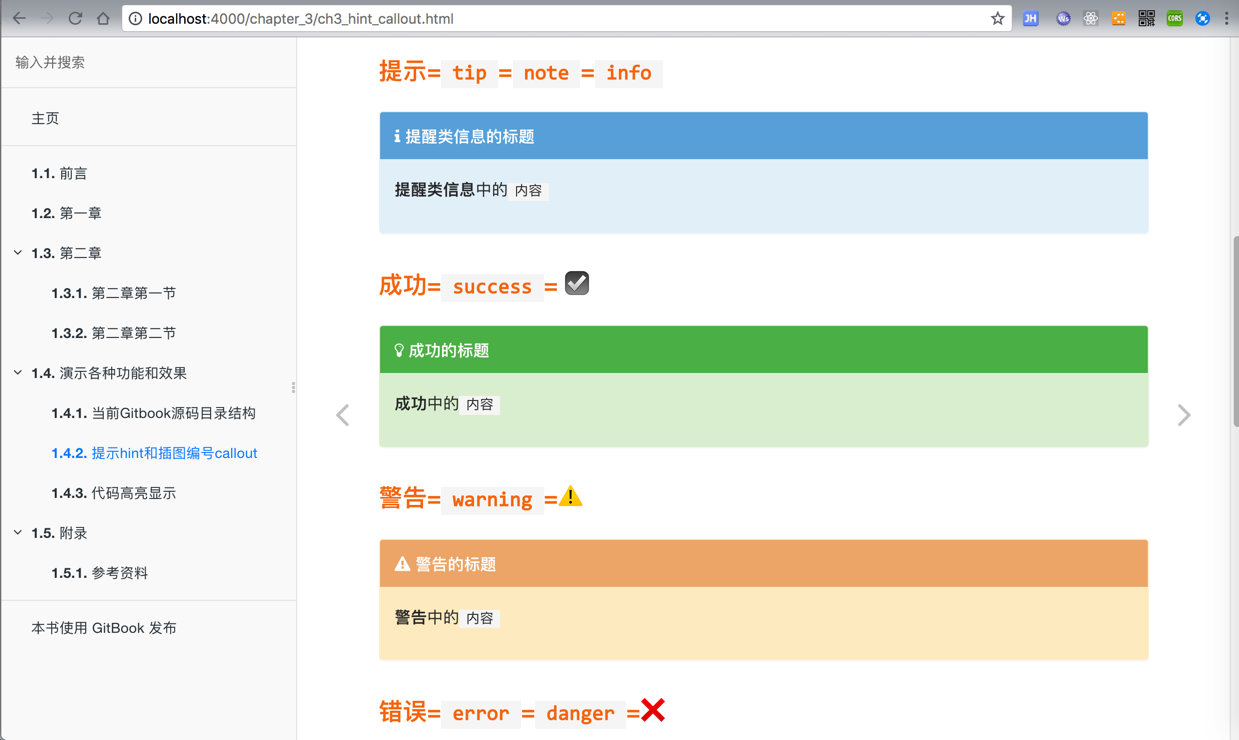 localhost:4000/chapter_3/ch3_hint_callout.html
JH
Ws
CORS
输入并搜索
主页
1.1. 前言
1.2. 第一章
1.3. 第二章
1.3.1. 第二章第一节
1.3.2. 第二章第二节
1.4. 演示各种功能和效果
1.4.1. 当前Gitbook源码目录结构
1.4.2. 提示hint和插图编号callout
1.4.3. 代码高亮显示
1.5. 附录
1.5.1. 参考资料
本书使用 GitBook 发布
提示= tip = note = info
提醒类信息的标题
提醒类信息中的 内容
成功= success = ☑
成功的标题
成功中的 内容
警告= warning =⚠
警告的标题
警告中的 内容
错误= error = danger =❌